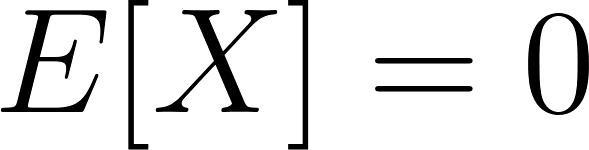 E[X] = 0